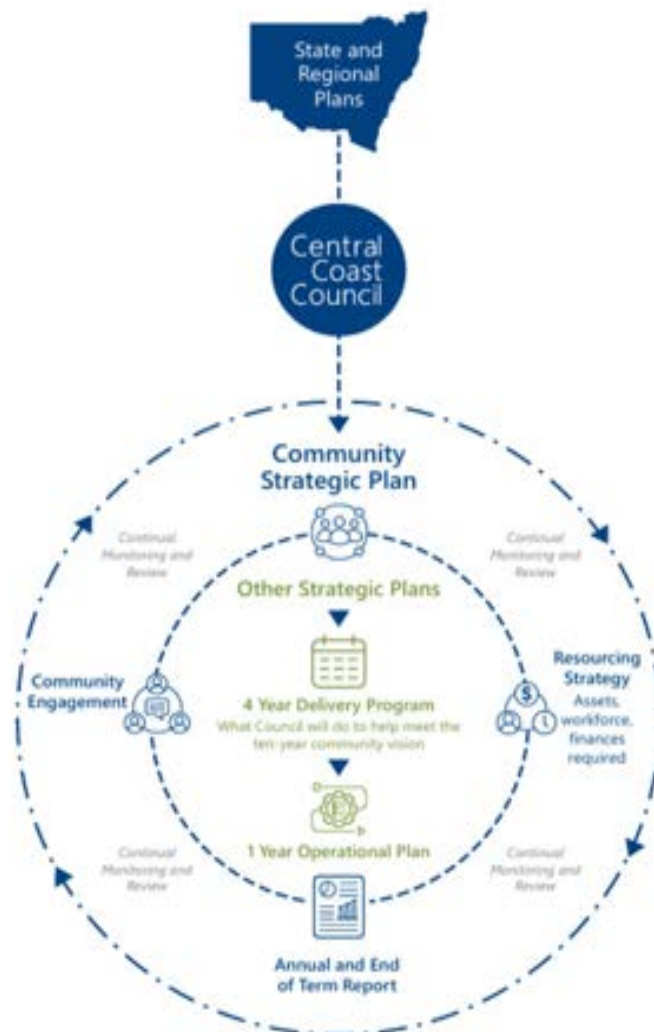 State and
Regional
Plans
Central
Coast
Council
Community
Strategic Plan
Continual
Monitoring and
Review
Continual
Monitoring and
Review
Other Strategic Plans
Community
Engagement
4 Year Delivery Program
What Council will do to help meet the
ten-year community vision
Resourcing
Strategy
Assets,
workforce,
finances
required
1 Year Operational Plan
Continual
Monitoring and
Review
Continual
Monitoring and
Review
Annual and End
of Term Report